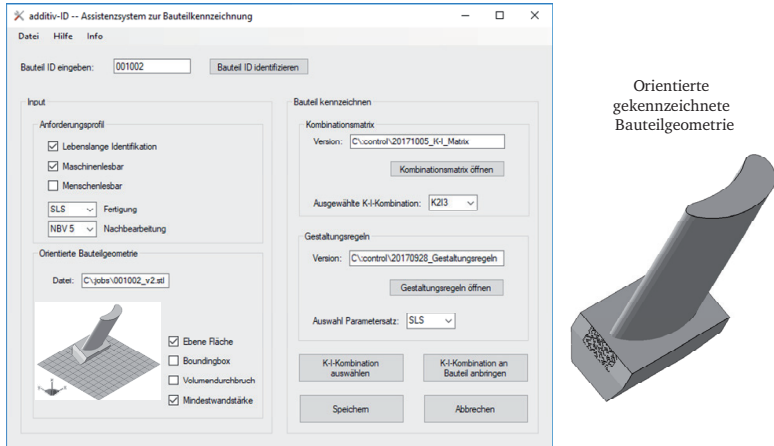 additiv-ID -- Assistenzsystem zur Bauteilkennzeichnung
Datei Hilfe Info
Bauteil ID eingeben: 001002 Bauteil ID identifizieren
Input
Anforderungsprofil
Lebenslange Identifikation
Maschinenlesbar
Menschenlesbar
SLS Fertigung
NBV 5 Nachbearbeitung
Orientierte Bauteilgeometrie
Datei: C\:jobs\001002_v2.stl
Ebene Fläche
Boundingbox
Volumendurchbruch
Mindestwandstärke
Bauteil kennzeichnen
Kombinationsmatrix
Version: C\:control\20171005_K-I_Matrix
Kombinationsmatrix öffnen
Ausgewählte K-I-Kombination: K2I3
Gestaltungsregeln
Version: C\:control\20170928_Gestaltungsregeln
Gestaltungsregeln öffnen
Auswahl Parametersatz: SLS
K-I-Kombination
auswählen
K-I-Kombination an
Bauteil anbringen
Speichern
Abbrechen
Orientierte
gekennzeichnete
Bauteilgeometrie